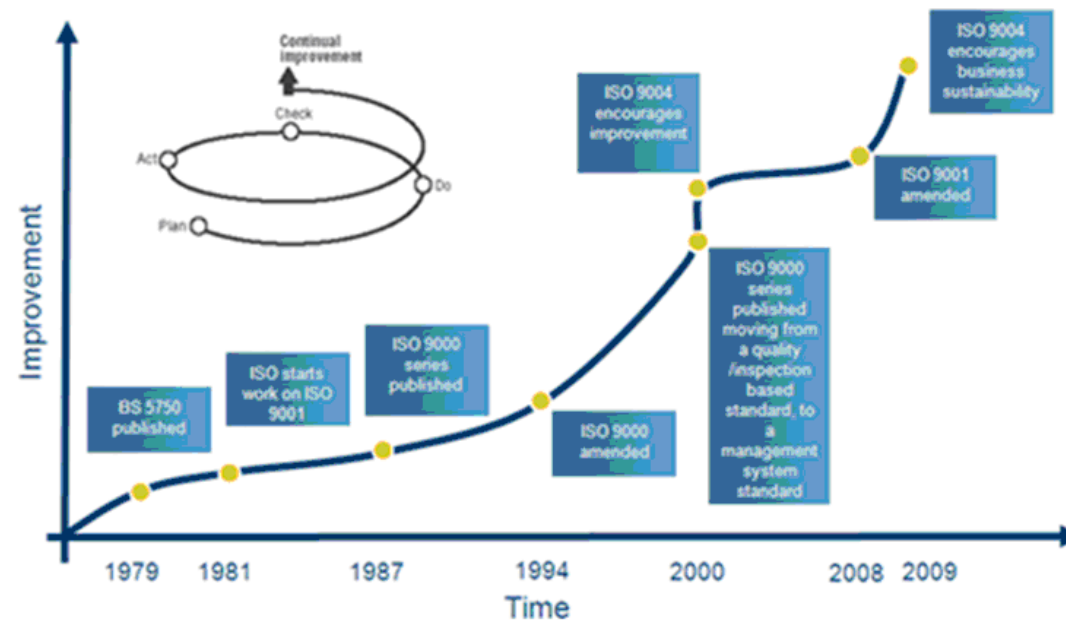 Continual
improvement
Check
Act
Do
Plan
Improvement
BS 5750
published
ISO starts
work on ISO
9001
ISO 9000
series
published
ISO 9000
amended
ISO 9004
encourages
improvement
ISO 9000
series
published
moving from
a quality
/inspection
based
standard, to
a
management
system
standard
ISO 9001
amended
ISO 9004
encourages
business
sustainability
1979 1981 1987 1994 2000 2008 2009
Time